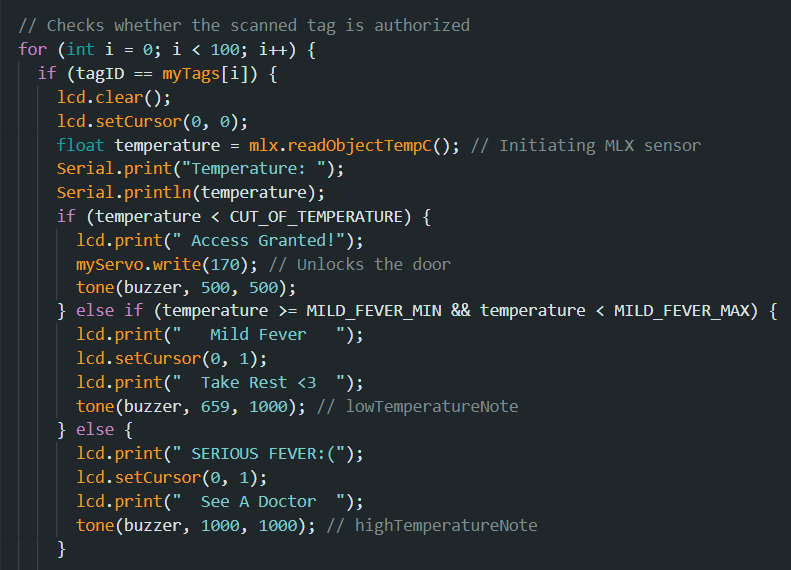 // Checks whether the scanned tag is authorized
for (int i = 0; i < 100; i++) {
if (tagID == myTags[i]) {
lcd.clear();
lcd.setCursor(0, 0);
float temperature = mlx.readObjectTempC(); // Initiating MLX sensor
Serial.print("Temperature: ");
Serial.println(temperature);
if (temperature < CUT_OF_TEMPERATURE) {
lcd.print(" Access Granted!");
myServo.write(170); // Unlocks the door
tone(buzzer, 500, 500);
} else if (temperature >= MILD_FEVER_MIN && temperature < MILD_FEVER_MAX) {
lcd.print("   Mild Fever   ");
lcd.setCursor(0, 1);
lcd.print("  Take Rest <3  ");
tone(buzzer, 659, 1000); // lowTemperatureNote
} else {
lcd.print(" SERIOUS FEVER:(");
lcd.setCursor(0, 1);
lcd.print("  See A Doctor  ");
tone(buzzer, 1000, 1000); // highTemperatureNote
}